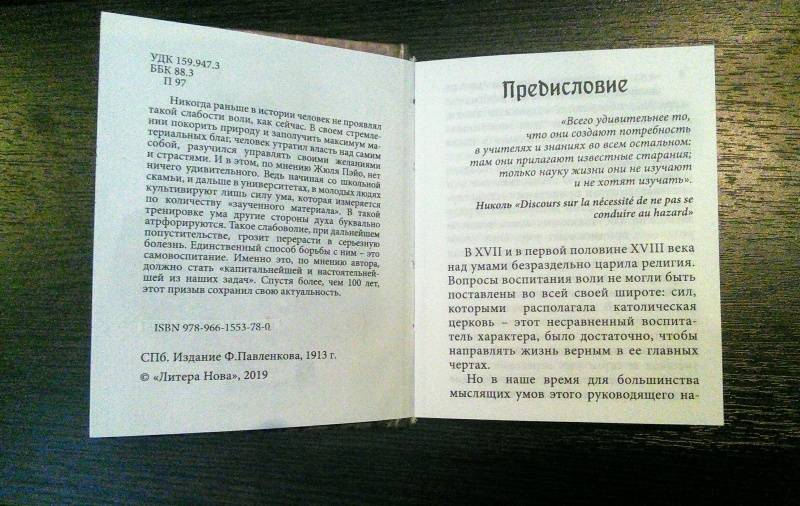 УДК 159.947.3
ББК 88.3
П 97
Никогда раньше в истории человек не проявлял
такой слабости воли, как сейчас. В своем стремле-
нии покорить природу и заполучить максимум ма-
териальных благ, человек утратил власть над самим
собой, разучился управлять своими желаниями
и страстями. И в этом, по мнению Жюля Пэйо, нет
ничего удивительного. Ведь начиная со школьной
скамьи, и дальше в университетах, в молодых людях
культивируют лишь силу ума, которая измеряется
по количеству «заученного материала». В такой
тренировке ума другие стороны духа буквально
атрфорируются. Такое слабоволие, при дальнейшем
попустительстве, грозит перерасти в серьезную
болезнь. Единственный способ борьбы с ним – это
самовоспитание. Именно это, по мнению автора,
должно стать «капитальнейшей и настоятельней-
шей из наших задач». Спустя более, чем 100 лет,
этот призыв сохранил свою актуальность.
ISBN 978-966-1553-78-0
СПб. Издание Ф.Павленкова, 1913 г.
© «Литера Нова», 2019
Предисловие
«Всего удивительнее то,
что они создают потребность
в учителях и знаниях во всем остальном;
там они прилагают известные старания;
только науку жизни они не изучают
и не хотят изучать».
Николь «Discours sur la nécessité de ne pas se
conduire au hazard»
В XVII и в первой половине XVIII века
над умами безраздельно царила религия.
Вопросы воспитания воли не могли быть
поставлены во всей своей широте: сил,
которыми располагала католическая
церковь – этот несравненный воспита-
тель характера, было достаточно, чтобы
направлять жизнь верным в ее главных
чертах.
Но в наше время для большинства
мыслящих умов этого руководящего на-